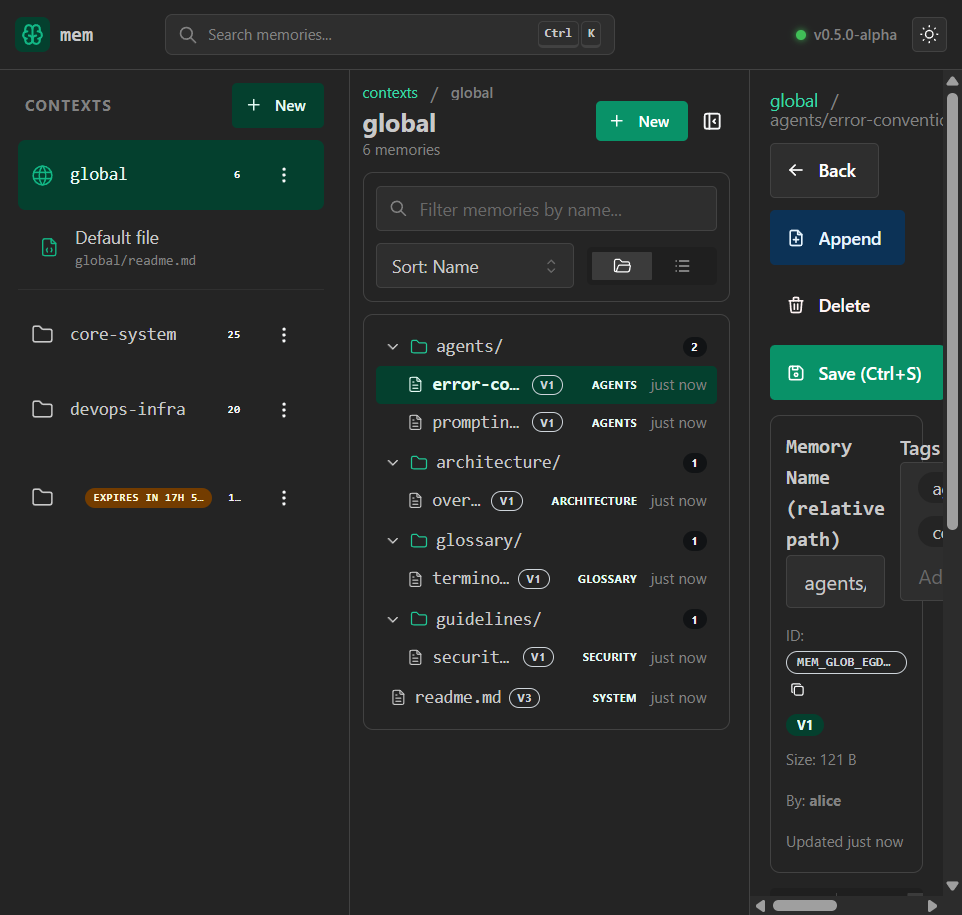 mem
Search memories... Ctrl K
v0.5.0-alpha
CONTEXTS
+ New
global 6
Default file
global/readme.md
core-system 25
devops-infra 20
EXPIRES IN 17H 5… 1…
contexts / global
global
6 memories
+ New
Filter memories by name...
Sort: Name
agents/ 2
error-co… V1 AGENTS just now
promptin… V1 AGENTS just now
architecture/ 1
over… V1 ARCHITECTURE just now
glossary/ 1
termino… V1 GLOSSARY just now
guidelines/ 1
securit… V1 SECURITY just now
readme.md V3 SYSTEM just now
global /
agents/error-conventio
Back
Append
Delete
Save (Ctrl+S)
Memory
Name
(relative
path)
agents/
Tags
Ad
ID:
MEM_GLOB_EGD…
V1
Size: 121 B
By: alice
Updated just now